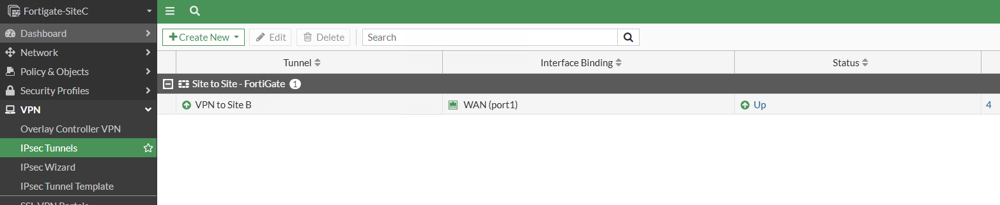 Fortigate-SiteC
Dashboard
Network
Policy & Objects
Security Profiles
VPN
Overlay Controller VPN
IPsec Tunnels
IPsec Wizard
IPsec Tunnel Template
SSL-VPN Portals
Create New Edit Delete Search
Tunnel Interface Binding Status
Site to Site - FortiGate 1
VPN to Site B WAN (port1) Up 4